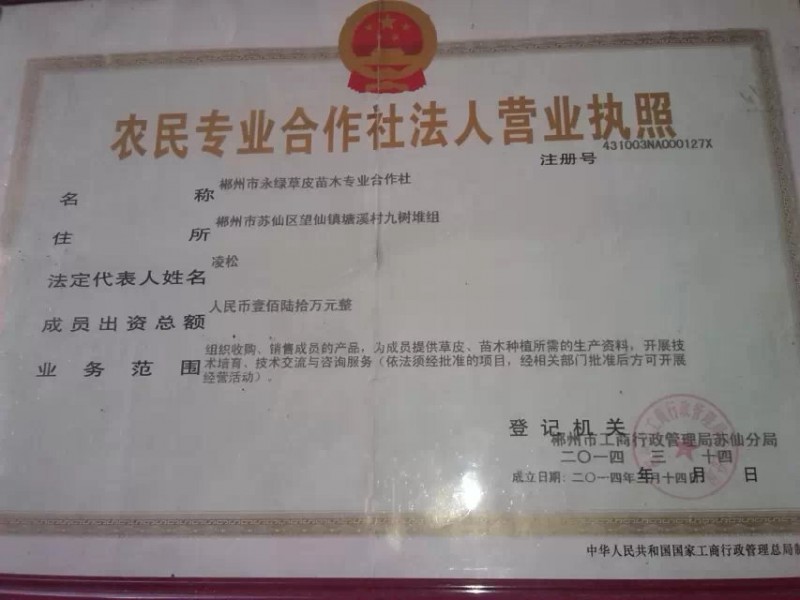 农民专业合作社法人营业执照
注册号 431003NA000127X
名称 郴州市永绿草皮苗木专业合作社
住所 郴州市苏仙区望仙镇塘溪村九树堆组
法定代表人姓名 凌松
成员出资总额 人民币壹佰陆拾万元整
业务范围 组织收购、销售成员的产品，为成员提供草皮、苗木种植所需的生产资料，开展技
术培育、技术交流与咨询服务（依法须经批准的项目，经相关部门批准后方可开展
经营活动）。
登记机关
郴州市工商行政管理局苏仙分局
二〇一四 三 十四
年 月 日
成立日期：二〇一四年三月十四日
中华人民共和国国家工商行政管理总局制